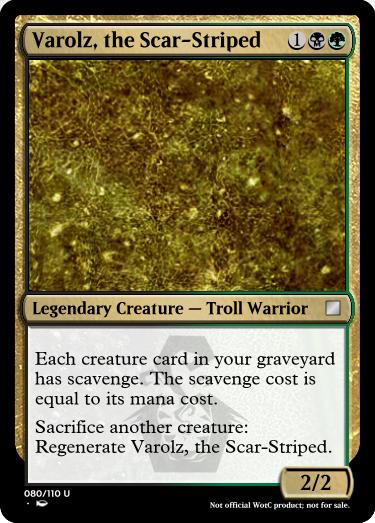 Varolz, the Scar-Striped 1
Legendary Creature — Troll Warrior
Each creature card in your graveyard
has scavenge. The scavenge cost is
equal to its mana cost.
Sacrifice another creature:
Regenerate Varolz, the Scar-Striped.
2/2
080/110 U
Not official WotC product; not for sale.